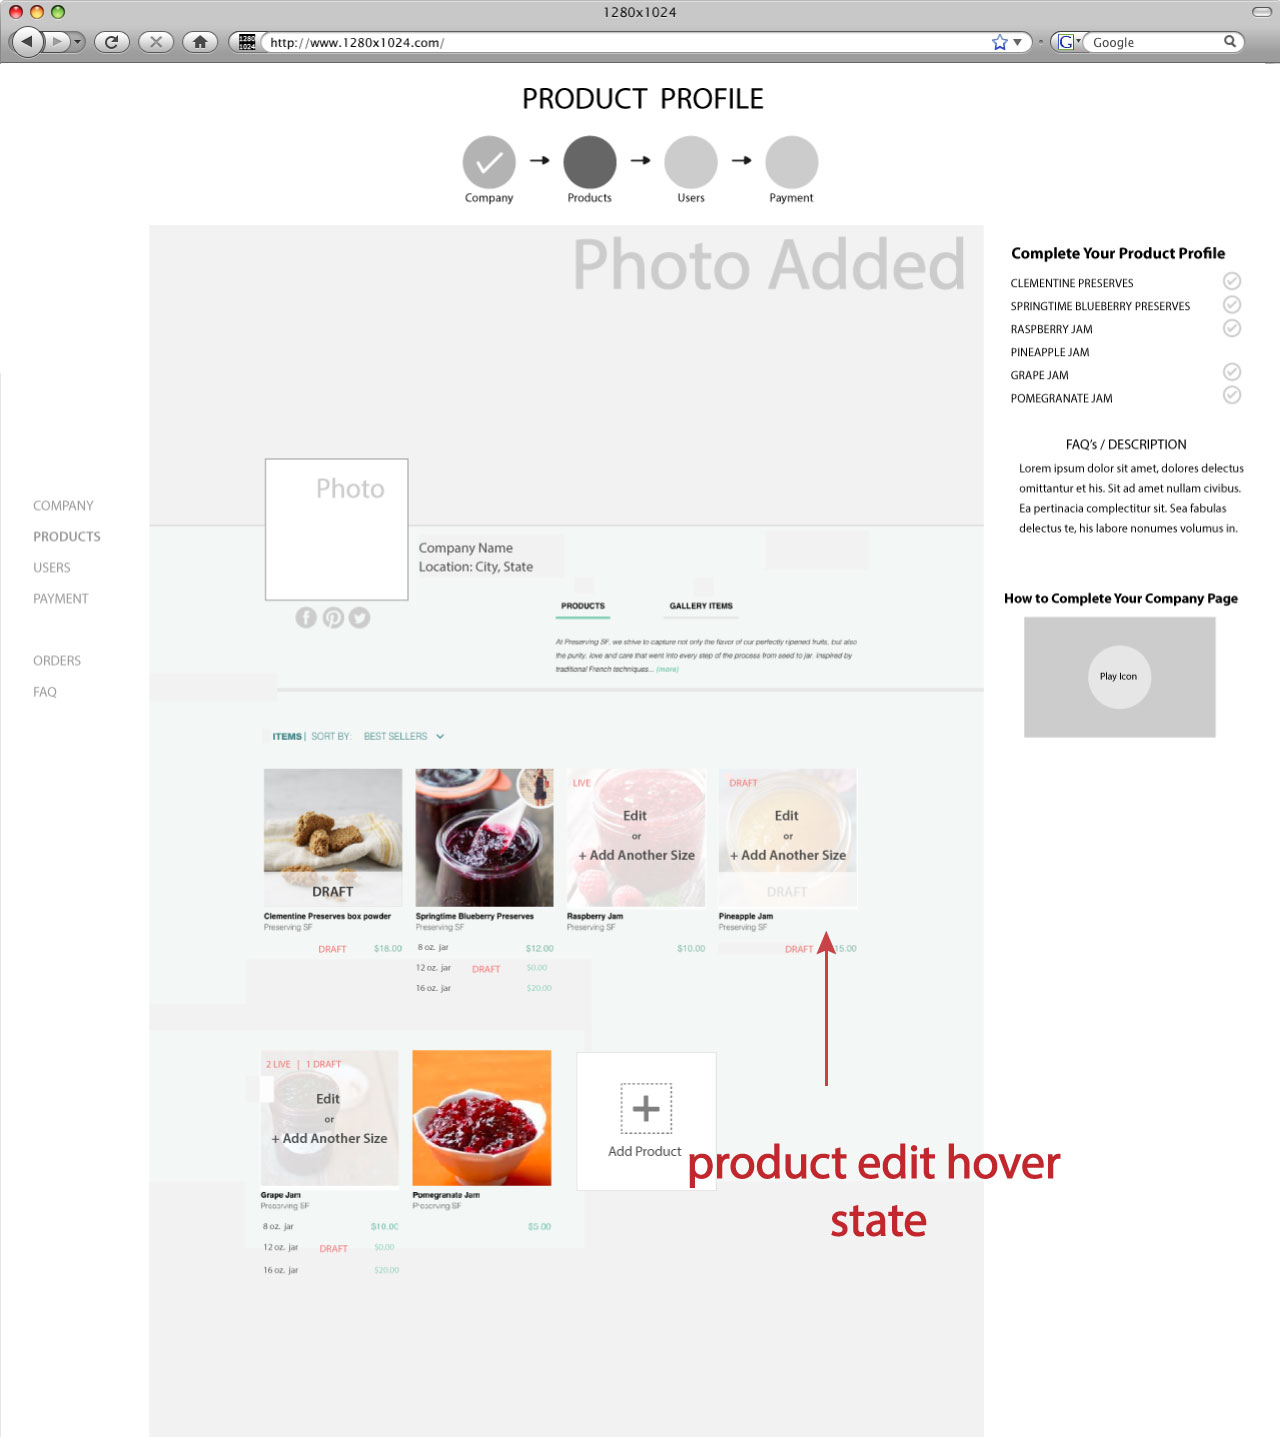 1280x1024
http://www.1280x1024.com/
Google
PRODUCT PROFILE
Company
Products
Users
Payment
Photo Added
Complete Your Product Profile
CLEMENTINE PRESERVES
SPRINGTIME BLUEBERRY PRESERVES
RASPBERRY JAM
PINEAPPLE JAM
GRAPE JAM
POMEGRANATE JAM
FAQ's / DESCRIPTION
Lorem ipsum dolor sit amet, dolores delectus
omittantur et his. Sit ad amet nullam civibus.
Ea pertinacia complectitur sit. Sea fabulas
delectus te, his labore nonumes volumus in.
How to Complete Your Company Page
Play Icon
COMPANY
PRODUCTS
USERS
PAYMENT
ORDERS
FAQ
Photo
Company Name
Location: City, State
PRODUCTS
GALLERY ITEMS
At Preserving SF, we strive to capture not only the flavor of our perfectly ripened fruits, but also
the purity, love and care that went into every step of the process from seed to jar. Inspired by
traditional French techniques... (more)
ITEMS | SORT BY: BEST SELLERS
DRAFT
Clementine Preserves box powder
Preserving SF
DRAFT $18.00
Springtime Blueberry Preserves
Preserving SF
8 oz. jar $12.00
12 oz. jar DRAFT $0.00
16 oz. jar $20.00
LIVE
Edit
or
+ Add Another Size
Raspberry Jam
Preserving SF
$10.00
DRAFT
Edit
or
+ Add Another Size
DRAFT
Pineapple Jam
Preserving SF
DRAFT 15.00
2 LIVE | 1 DRAFT
Edit
or
+ Add Another Size
Grape Jam
Preserving SF
8 oz. jar $10.00
12 oz. jar DRAFT $0.00
16 oz. jar $20.00
Pomegranate Jam
Preserving SF
$5.00
+
Add Product
product edit hover
state